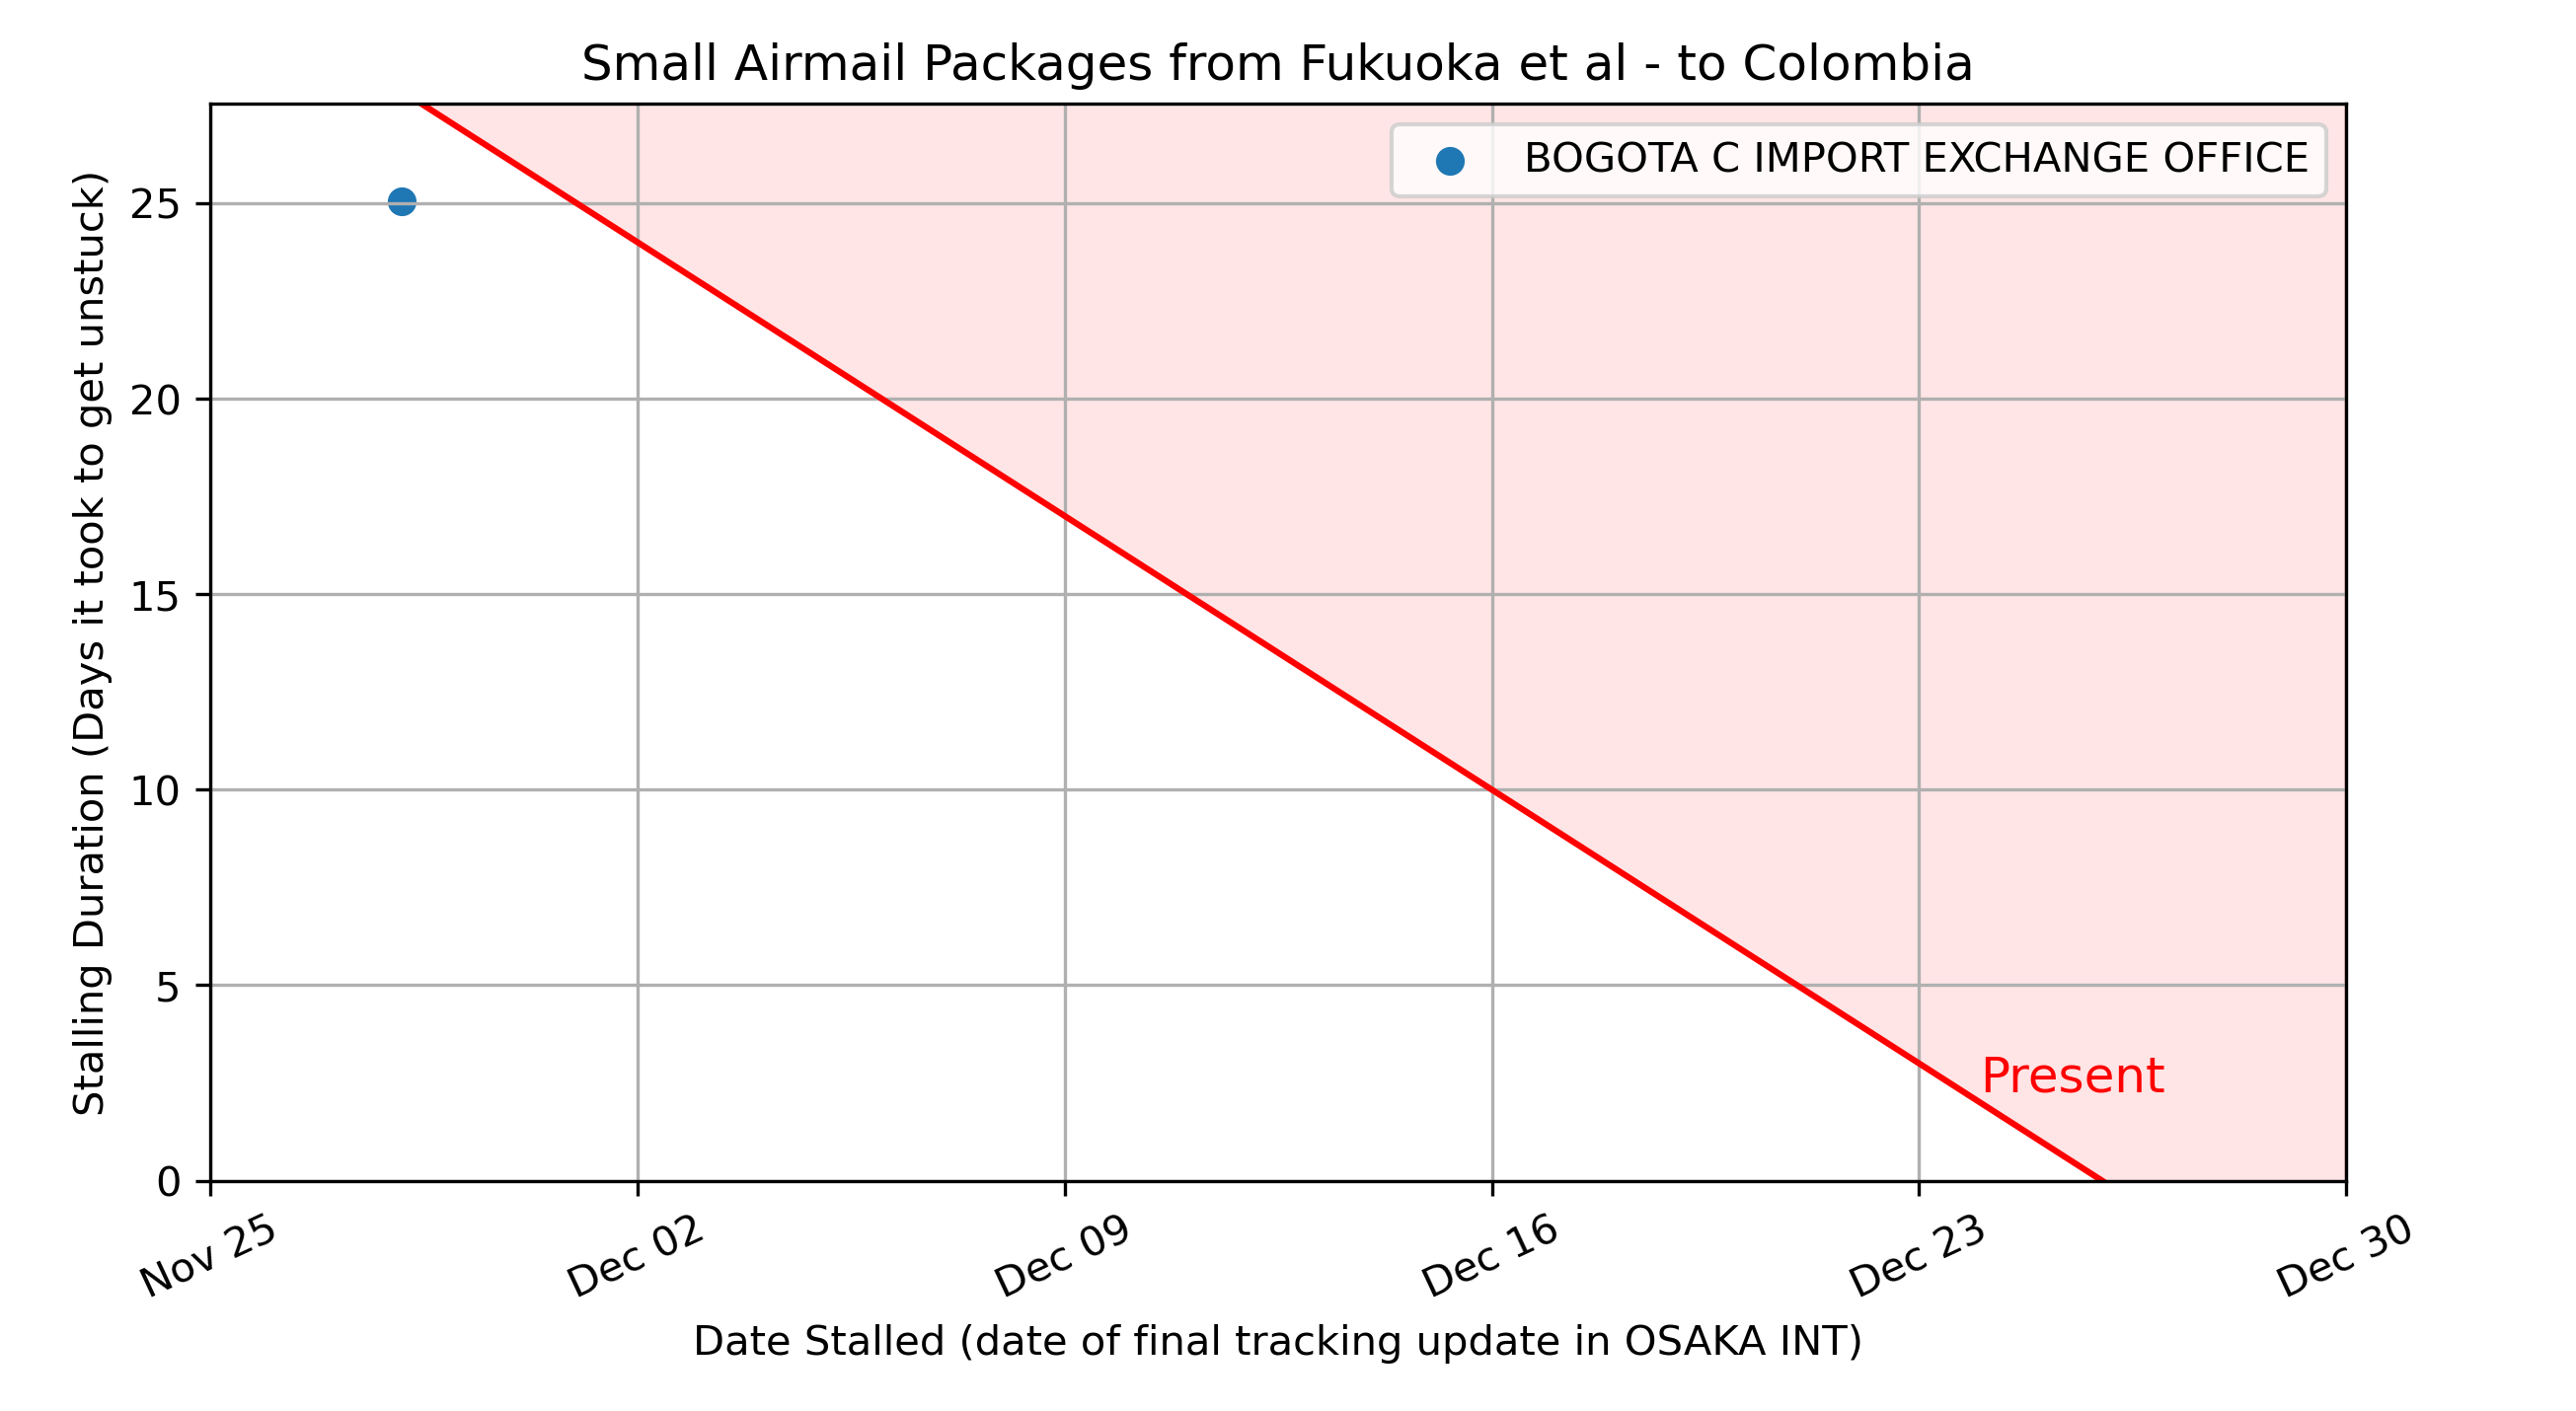 Small Airmail Packages from Fukuoka et al - to Colombia
BOGOTA C IMPORT EXCHANGE OFFICE
Stalling Duration (Days it took to get unstuck)
25
20
15
10
5
0
Present
Nov 25
Dec 02
Dec 09
Dec 16
Dec 23
Dec 30
Date Stalled (date of final tracking update in OSAKA INT)